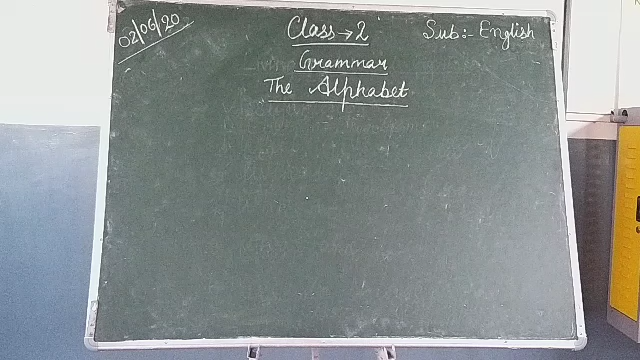 02/06/20
Class → 2
Sub:- English
Grammar
The Alphabet